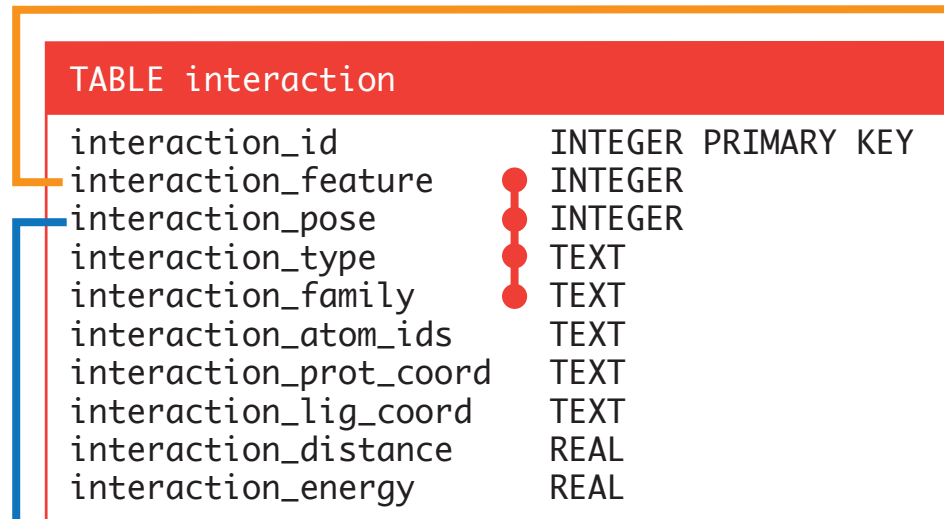 TABLE interaction
interaction_id INTEGER PRIMARY KEY
interaction_feature INTEGER
interaction_pose INTEGER
interaction_type TEXT
interaction_family TEXT
interaction_atom_ids TEXT
interaction_prot_coord TEXT
interaction_lig_coord TEXT
interaction_distance REAL
interaction_energy REAL